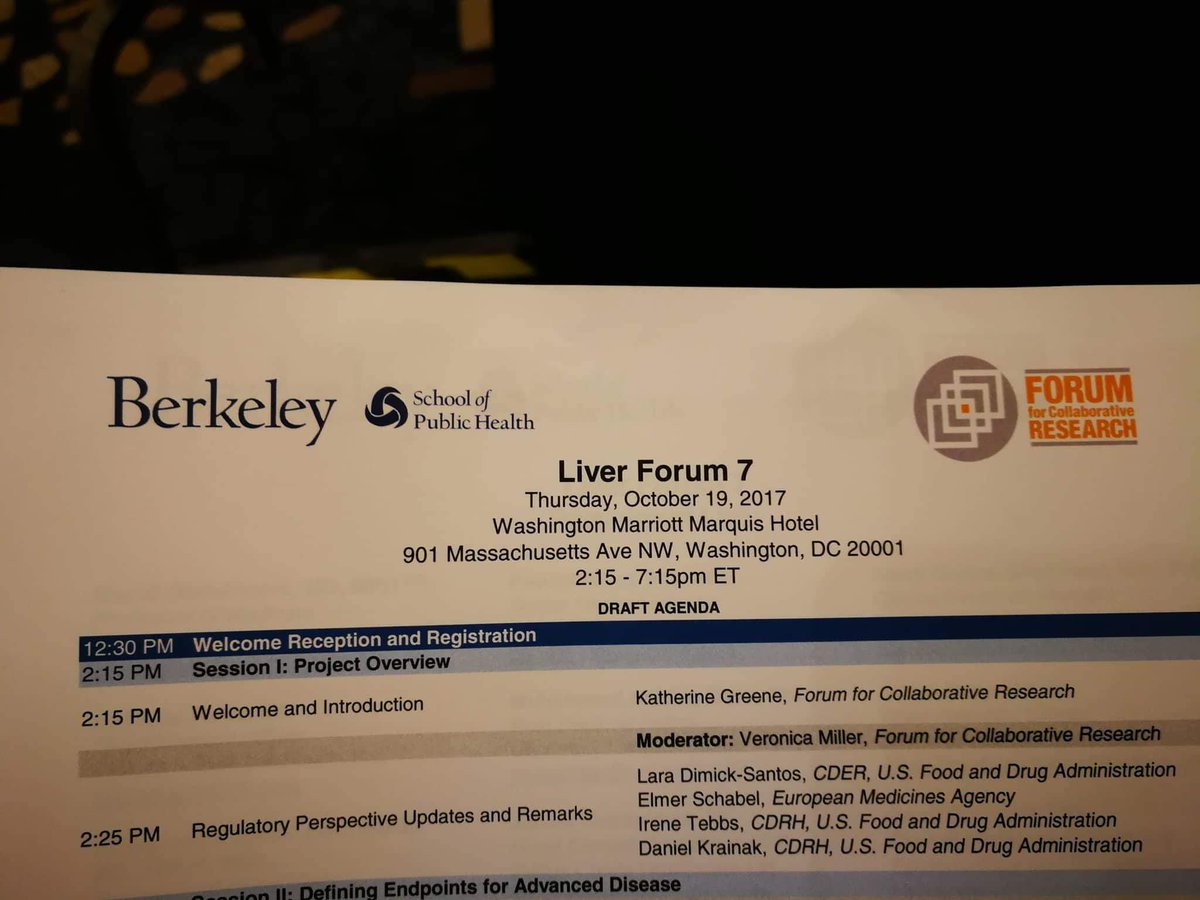 Berkeley
School of
Public Health
FORUM
for Collaborative
RESEARCH
Liver Forum 7
Thursday, October 19, 2017
Washington Marriott Marquis Hotel
901 Massachusetts Ave NW, Washington, DC 20001
2:15 - 7:15pm ET
DRAFT AGENDA
12:30 PM Welcome Reception and Registration
2:15 PM Session I: Project Overview
2:15 PM Welcome and Introduction Katherine Greene, Forum for Collaborative Research
Moderator: Veronica Miller, Forum for Collaborative Research
Lara Dimick-Santos, CDER, U.S. Food and Drug Administration
Elmer Schabel, European Medicines Agency
2:25 PM Regulatory Perspective Updates and Remarks Irene Tebbs, CDRH, U.S. Food and Drug Administration
Daniel Krainak, CDRH, U.S. Food and Drug Administration
Session II: Defining Endpoints for Advanced Disease